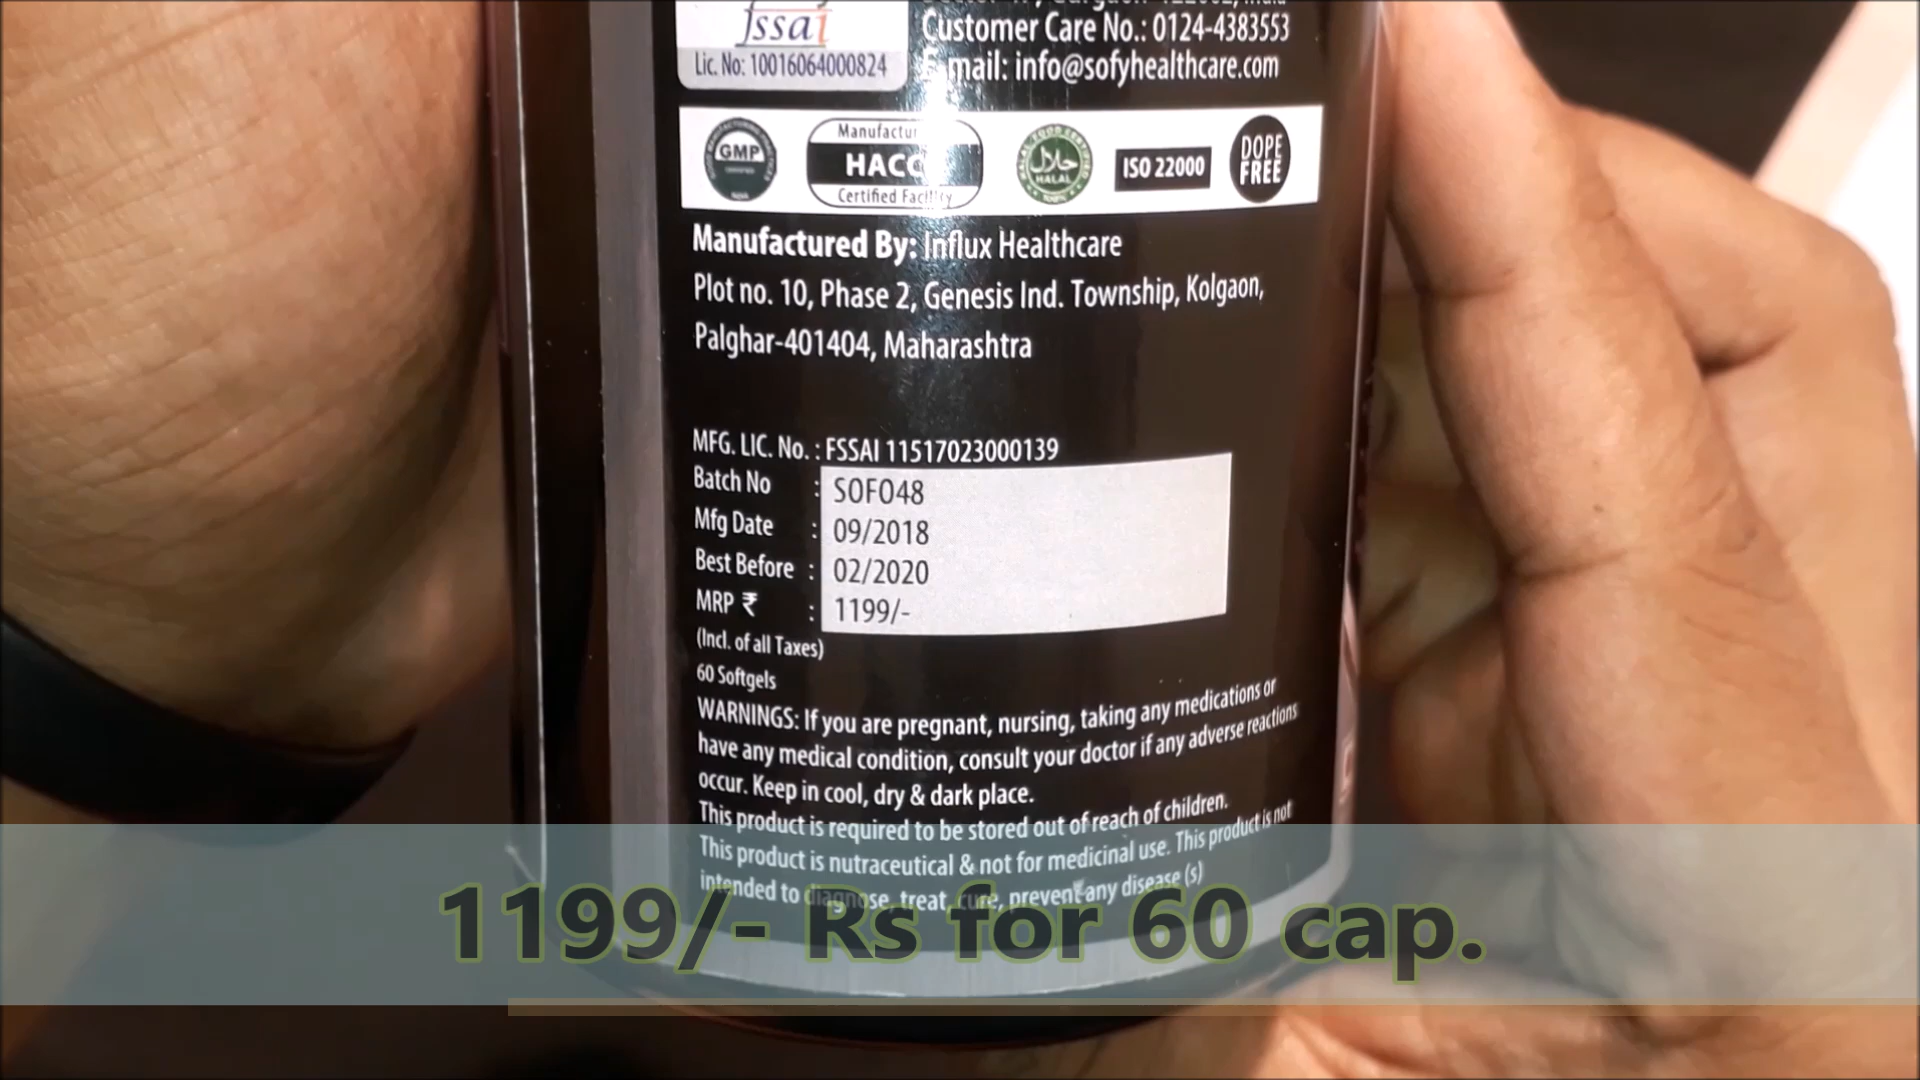 fssai
Lic. No: 10016064000824
Customer Care No.: 0124-4383553
mail: info@sofyhealthcare.com
GMP
CERTIFIED
Manufactur
HACC
Certified Facility
حلال
HALAL
ISO 22000
DOPE
FREE
Manufactured By: Influx Healthcare
Plot no. 10, Phase 2, Genesis Ind. Township, Kolgaon,
Palghar-401404, Maharashtra
MFG. LIC. No. : FSSAI 11517023000139
Batch No : SOFO48
Mfg Date : 09/2018
Best Before : 02/2020
MRP ₹ : 1199/-
(Incl. of all Taxes)
60 Softgels
WARNINGS: If you are pregnant, nursing, taking any medications or
have any medical condition, consult your doctor if any adverse reactions
occur. Keep in cool, dry & dark place.
This product is required to be stored out of reach of children.
This product is nutraceutical & not for medicinal use. This product is not
intended to diagnose, treat, cure, prevent any disease (s)
1199/- Rs for 60 cap.